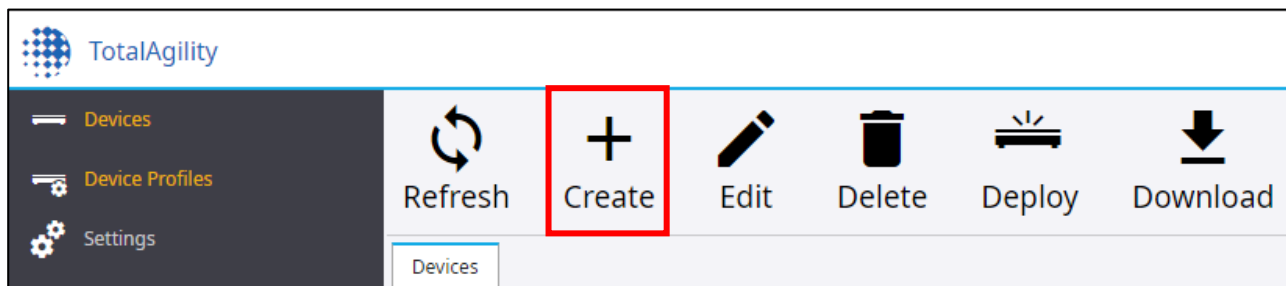 TotalAgility
Devices
Device Profiles
Settings
Refresh Create Edit Delete Deploy Download
Devices